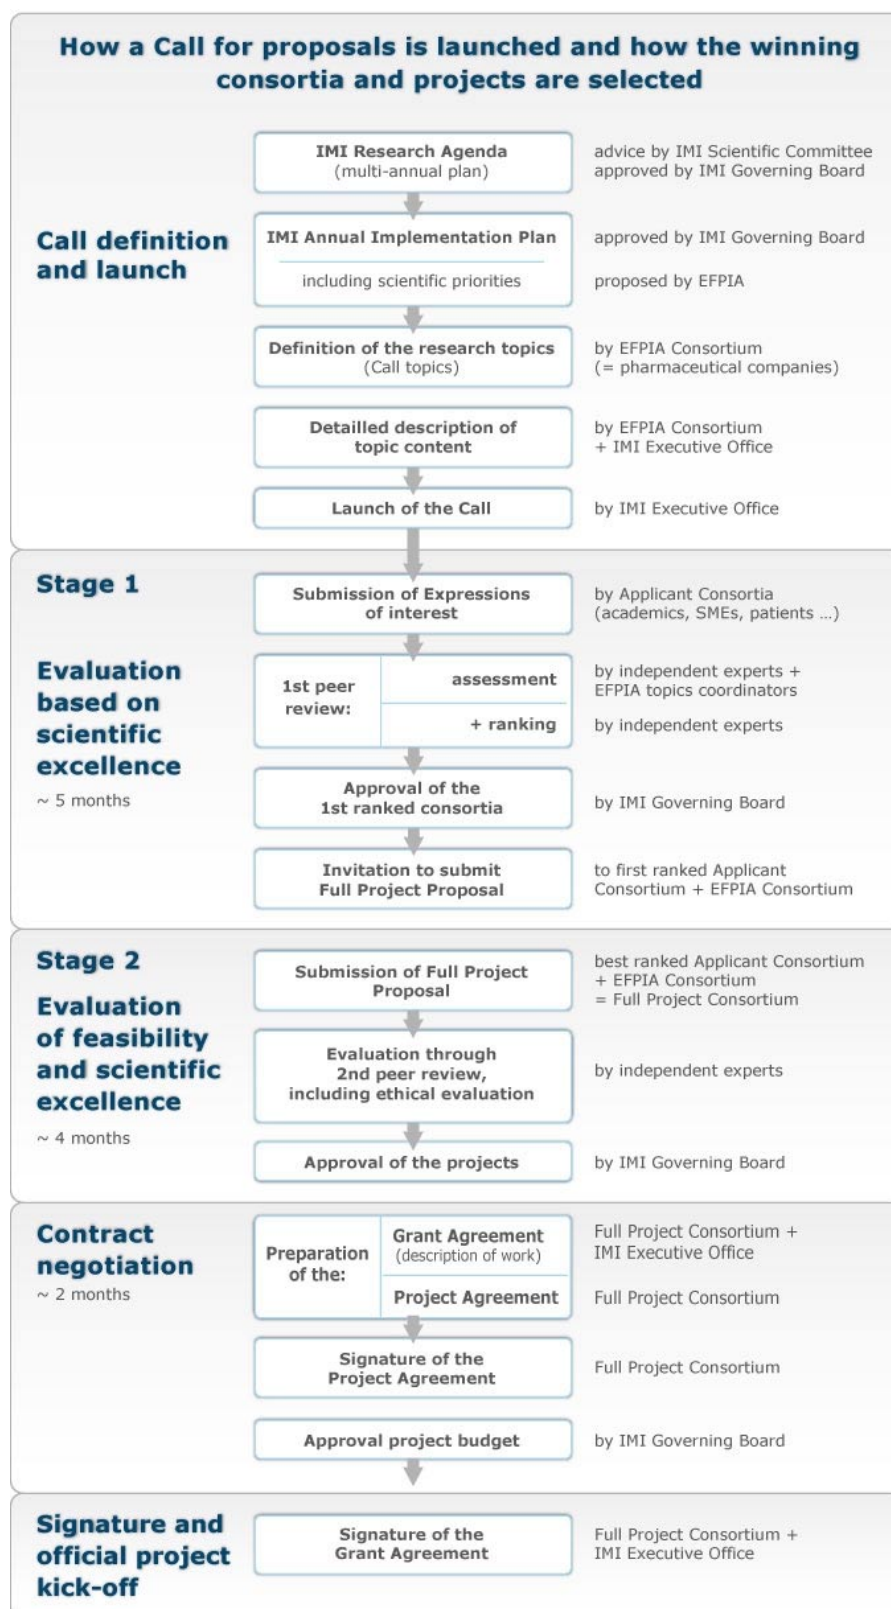 How a Call for proposals is launched and how the winning
consortia and projects are selected
Call definition
and launch
IMI Research Agenda
(multi-annual plan)
advice by IMI Scientific Committee
approved by IMI Governing Board
IMI Annual Implementation Plan
approved by IMI Governing Board
including scientific priorities
proposed by EFPIA
Definition of the research topics
(Call topics)
by EFPIA Consortium
(= pharmaceutical companies)
Detailled description of
topic content
by EFPIA Consortium
+ IMI Executive Office
Launch of the Call
by IMI Executive Office
Stage 1
Evaluation
based on
scientific
excellence
~ 5 months
Submission of Expressions
of interest
by Applicant Consortia
(academics, SMEs, patients ...)
1st peer
review:
assessment
by independent experts +
EFPIA topics coordinators
+ ranking
by independent experts
Approval of the
1st ranked consortia
by IMI Governing Board
Invitation to submit
Full Project Proposal
to first ranked Applicant
Consortium + EFPIA Consortium
Stage 2
Evaluation
of feasibility
and scientific
excellence
~ 4 months
Submission of Full Project
Proposal
best ranked Applicant Consortium
+ EFPIA Consortium
= Full Project Consortium
Evaluation through
2nd peer review,
including ethical evaluation
by independent experts
Approval of the projects
by IMI Governing Board
Contract
negotiation
~ 2 months
Preparation
of the:
Grant Agreement
(description of work)
Full Project Consortium +
IMI Executive Office
Project Agreement
Full Project Consortium
Signature of the
Project Agreement
Full Project Consortium
Approval project budget
by IMI Governing Board
Signature and
official project
kick-off
Signature of the
Grant Agreement
Full Project Consortium +
IMI Executive Office